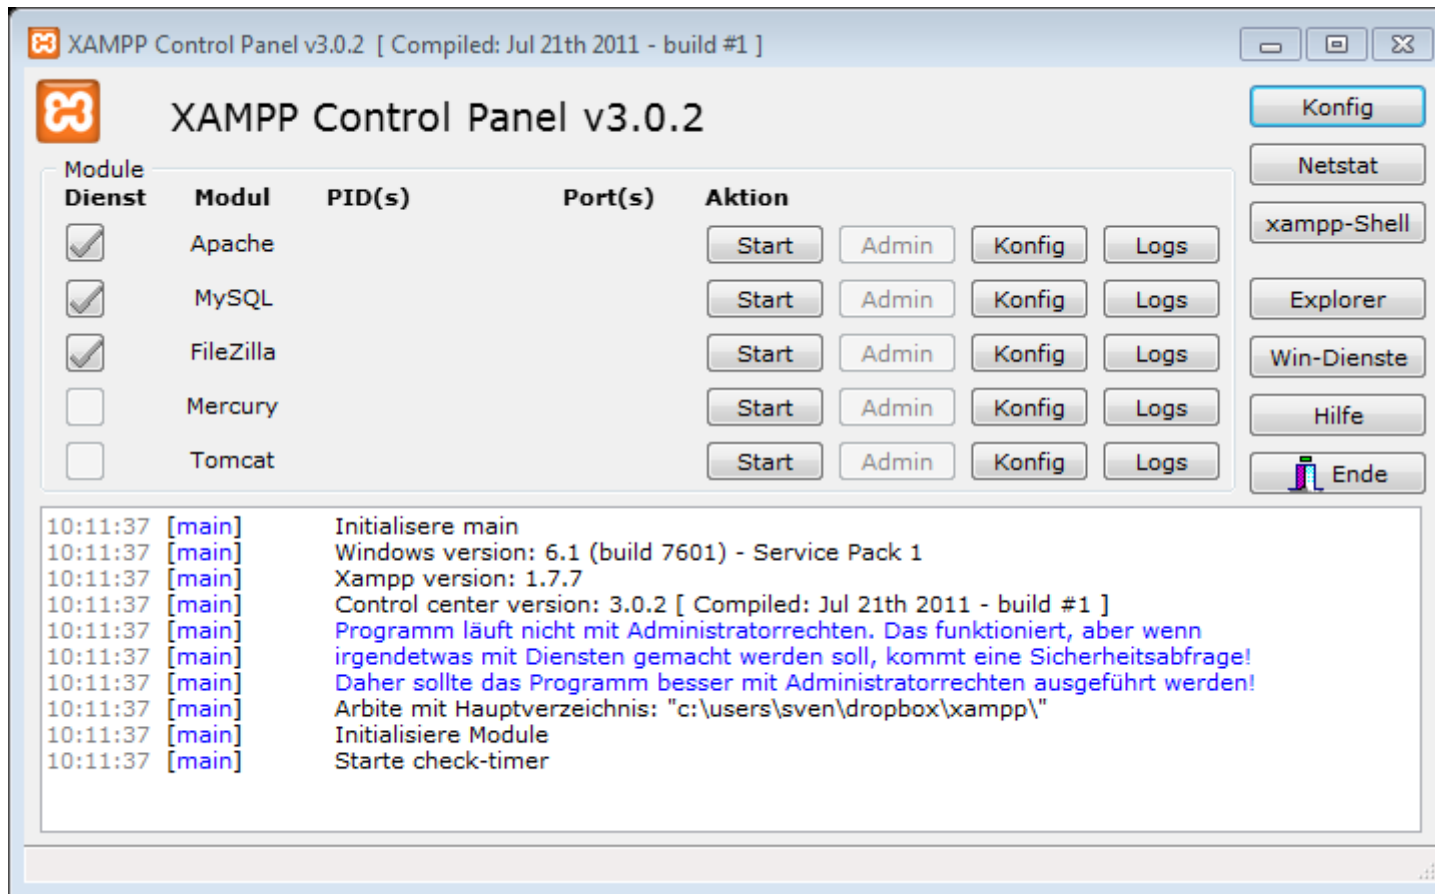 XAMPP Control Panel v3.0.2 [ Compiled: Jul 21th 2011 - build #1 ]
XAMPP Control Panel v3.0.2
Konfig
Netstat
xampp-Shell
Explorer
Win-Dienste
Hilfe
Ende
Module
Dienst Modul PID(s) Port(s) Aktion
Apache Start Admin Konfig Logs
MySQL Start Admin Konfig Logs
FileZilla Start Admin Konfig Logs
Mercury Start Admin Konfig Logs
Tomcat Start Admin Konfig Logs
10:11:37 [main] Initialisere main
10:11:37 [main] Windows version: 6.1 (build 7601) - Service Pack 1
10:11:37 [main] Xampp version: 1.7.7
10:11:37 [main] Control center version: 3.0.2 [ Compiled: Jul 21th 2011 - build #1 ]
10:11:37 [main] Programm läuft nicht mit Administratorrechten. Das funktioniert, aber wenn
10:11:37 [main] irgendetwas mit Diensten gemacht werden soll, kommt eine Sicherheitsabfrage!
10:11:37 [main] Daher sollte das Programm besser mit Administratorrechten ausgeführt werden!
10:11:37 [main] Arbite mit Hauptverzeichnis: "c:\users\sven\dropbox\xampp\"
10:11:37 [main] Initialisiere Module
10:11:37 [main] Starte check-timer